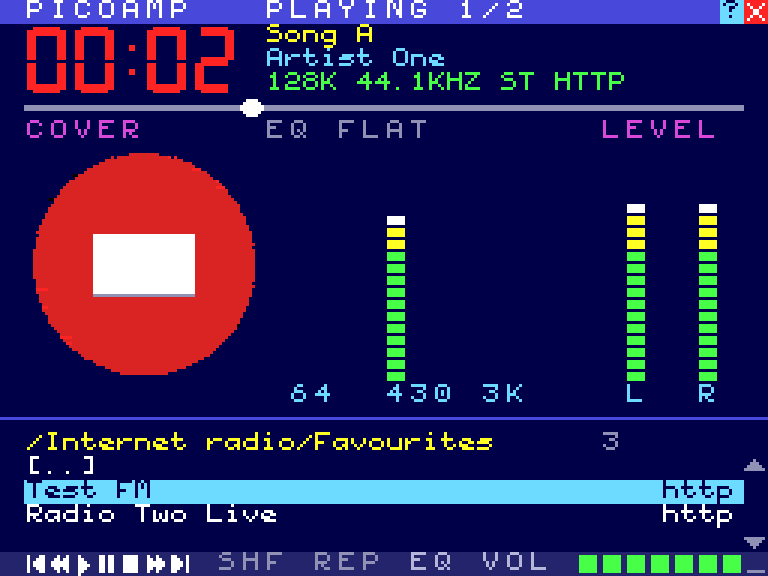 PICOAMP PLAYING 1/2 ? X
00:02
Song A
Artist One
128K 44.1KHZ ST HTTP
COVER EQ FLAT LEVEL
64 430 3K L R
/Internet radio/Favourites 3
[..]
Test FM http
Radio Two Live http
SHF REP EQ VOL